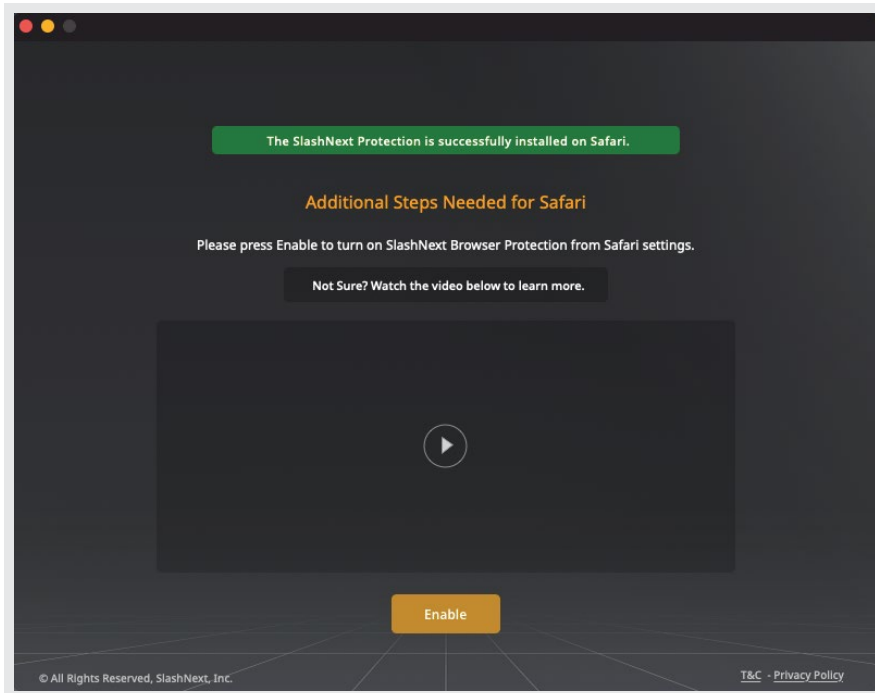 The SlashNext Protection is successfully installed on Safari.
Additional Steps Needed for Safari
Please press Enable to turn on SlashNext Browser Protection from Safari settings.
Not Sure? Watch the video below to learn more.
Enable
© All Rights Reserved, SlashNext, Inc.
T&C - Privacy Policy